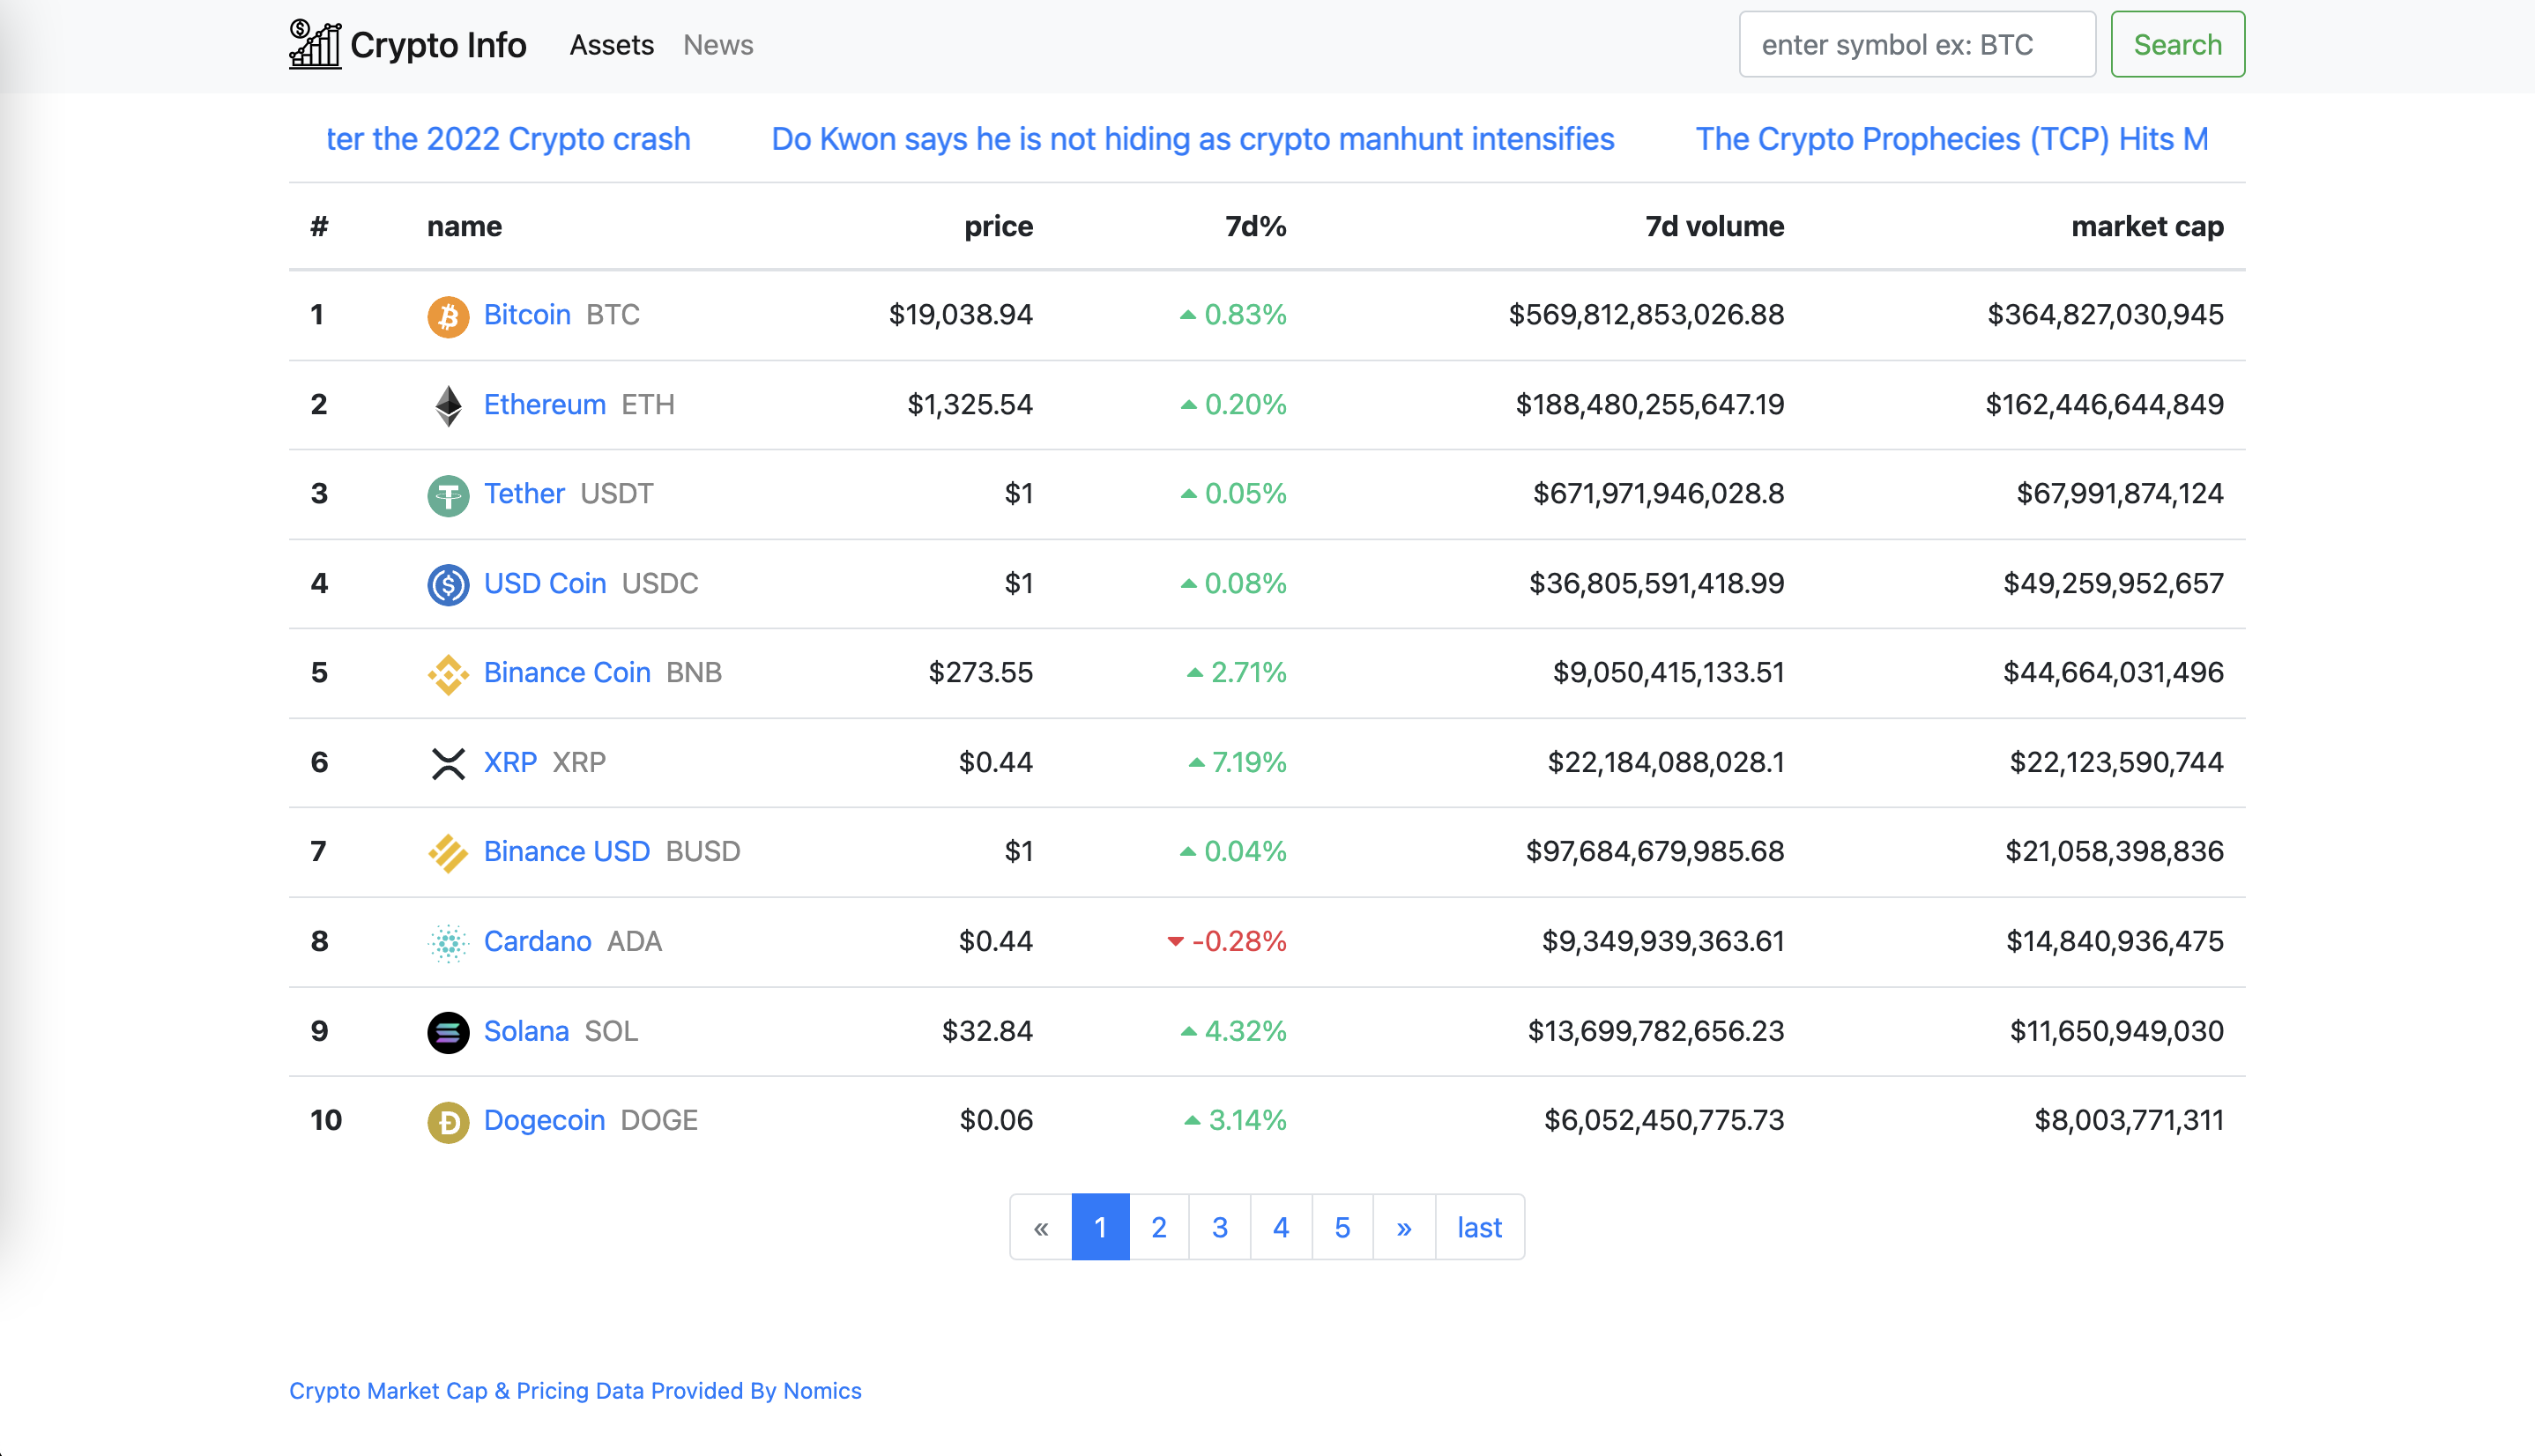 Crypto Info Assets News enter symbol ex: BTC Search
ter the 2022 Crypto crash Do Kwon says he is not hiding as crypto manhunt intensifies The Crypto Prophecies (TCP) Hits M
# name price 7d% 7d volume market cap
1 Bitcoin BTC $19,038.94 0.83% $569,812,853,026.88 $364,827,030,945
2 Ethereum ETH $1,325.54 0.20% $188,480,255,647.19 $162,446,644,849
3 Tether USDT $1 0.05% $671,971,946,028.8 $67,991,874,124
4 USD Coin USDC $1 0.08% $36,805,591,418.99 $49,259,952,657
5 Binance Coin BNB $273.55 2.71% $9,050,415,133.51 $44,664,031,496
6 XRP XRP $0.44 7.19% $22,184,088,028.1 $22,123,590,744
7 Binance USD BUSD $1 0.04% $97,684,679,985.68 $21,058,398,836
8 Cardano ADA $0.44 -0.28% $9,349,939,363.61 $14,840,936,475
9 Solana SOL $32.84 4.32% $13,699,782,656.23 $11,650,949,030
10 Dogecoin DOGE $0.06 3.14% $6,052,450,775.73 $8,003,771,311
« 1 2 3 4 5 » last
Crypto Market Cap & Pricing Data Provided By Nomics